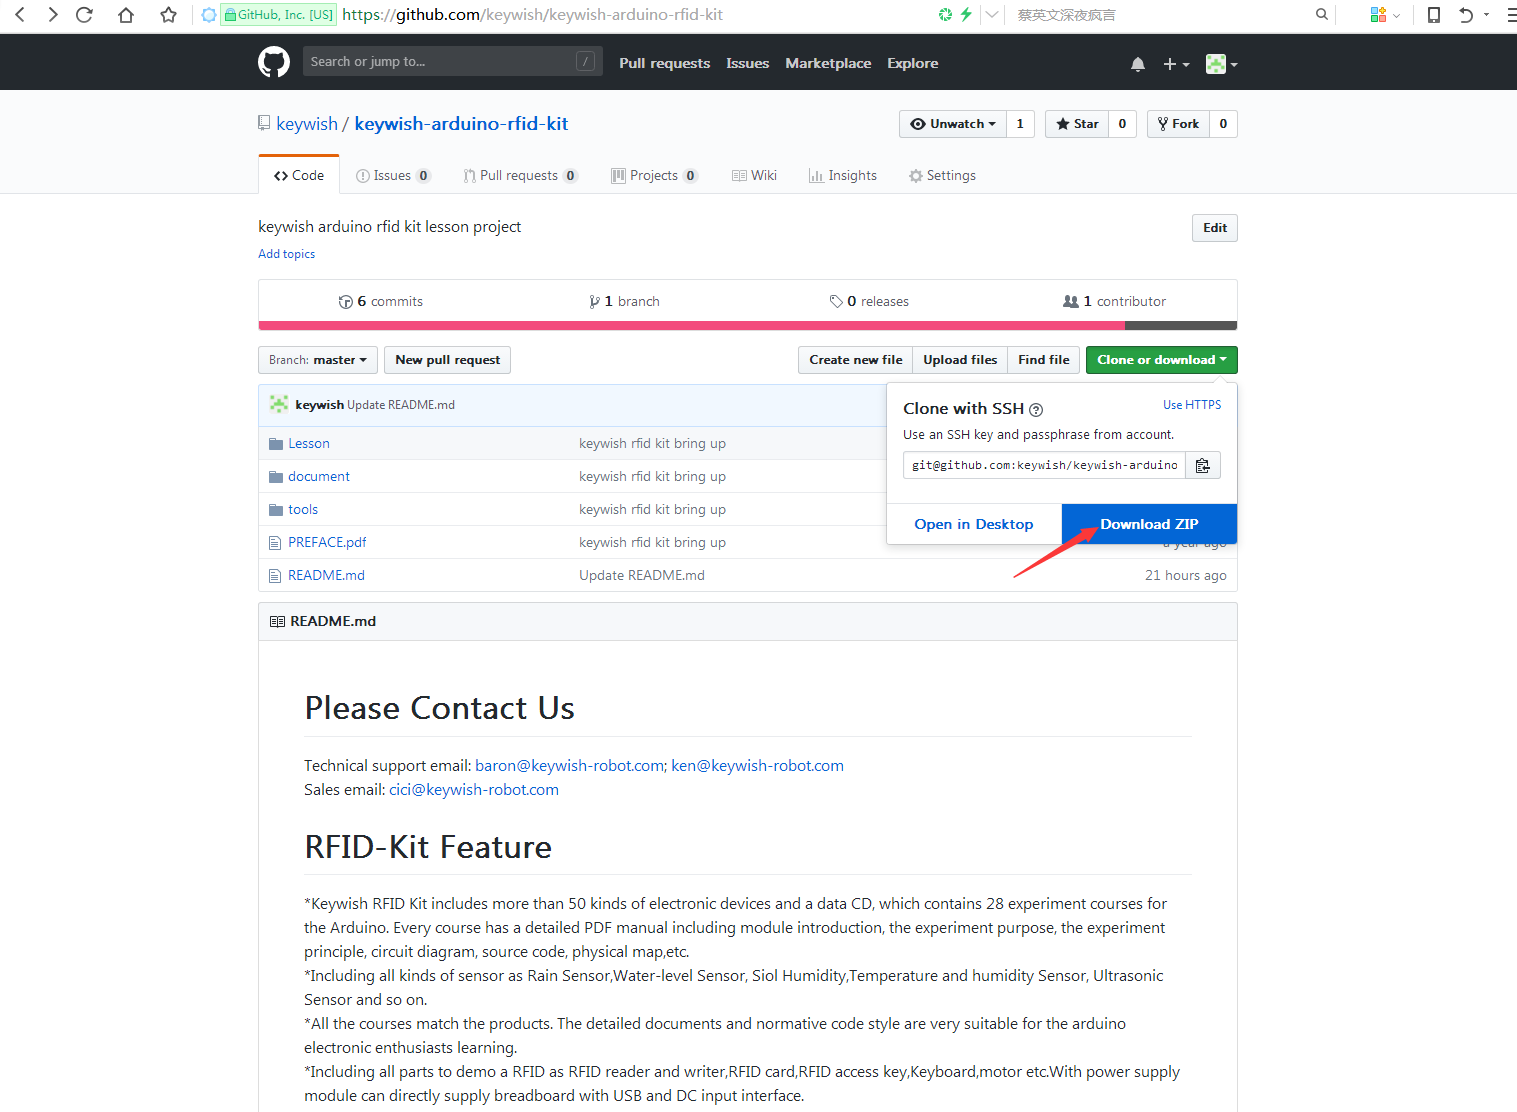 GitHub, Inc. [US] https://github.com/keywish/keywish-arduino-rfid-kit 蔡英文深夜疯言
Search or jump to... / Pull requests Issues Marketplace Explore
keywish / keywish-arduino-rfid-kit Unwatch 1 Star 0 Fork 0
Code Issues 0 Pull requests 0 Projects 0 Wiki Insights Settings
keywish arduino rfid kit lesson project Edit
Add topics
6 commits 1 branch 0 releases 1 contributor
Branch: master New pull request Create new file Upload files Find file Clone or download
keywish Update README.md
Lesson keywish rfid kit bring up
document keywish rfid kit bring up
tools keywish rfid kit bring up
PREFACE.pdf keywish rfid kit bring up a year ago
README.md Update README.md 21 hours ago
Clone with SSH ? Use HTTPS
Use an SSH key and passphrase from account.
git@github.com:keywish/keywish-arduino
Open in Desktop Download ZIP
README.md
Please Contact Us
Technical support email: baron@keywish-robot.com; ken@keywish-robot.com
Sales email: cici@keywish-robot.com
RFID-Kit Feature
*Keywish RFID Kit includes more than 50 kinds of electronic devices and a data CD, which contains 28 experiment courses for
the Arduino. Every course has a detailed PDF manual including module introduction, the experiment purpose, the experiment
principle, circuit diagram, source code, physical map,etc.
*Including all kinds of sensor as Rain Sensor,Water-level Sensor, Siol Humidity,Temperature and humidity Sensor, Ultrasonic
Sensor and so on.
*All the courses match the products. The detailed documents and normative code style are very suitable for the arduino
electronic enthusiasts learning.
*Including all parts to demo a RFID as RFID reader and writer,RFID card,RFID access key,Keyboard,motor etc.With power supply
module can directly supply breadboard with USB and DC input interface.